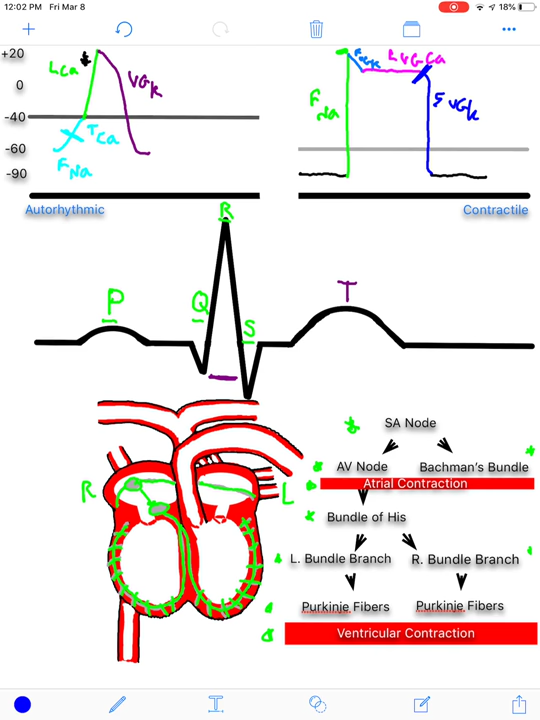 12:02 PM Fri Mar 8
18%
+20
0
-40
-60
-90
LCa
VGK
TCa
FNa
FNa
FVGK
LVGCa
SVGK
Autorhythmic
Contractile
R
P
Q
S
T
R
L
SA Node
AV Node
Bachman's Bundle
Atrial Contraction
Bundle of His
L. Bundle Branch
R. Bundle Branch
Purkinje Fibers
Purkinje Fibers
Ventricular Contraction
T